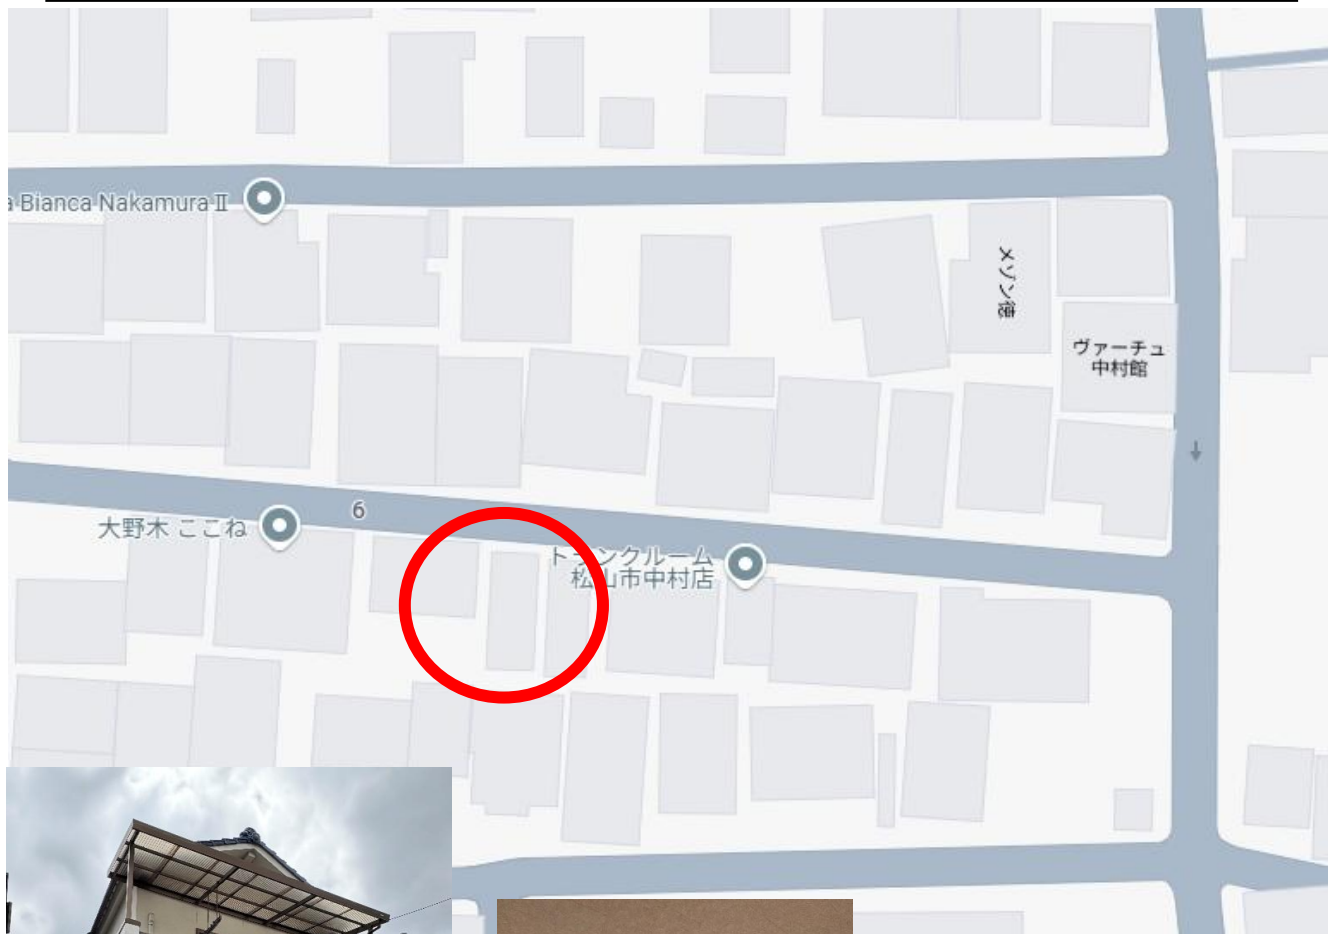 a Bianca Nakamura Ⅱ
メゾン徳
ヴァーチュ
中村館
6
大野木 ここね
トランクルーム
松山市中村店